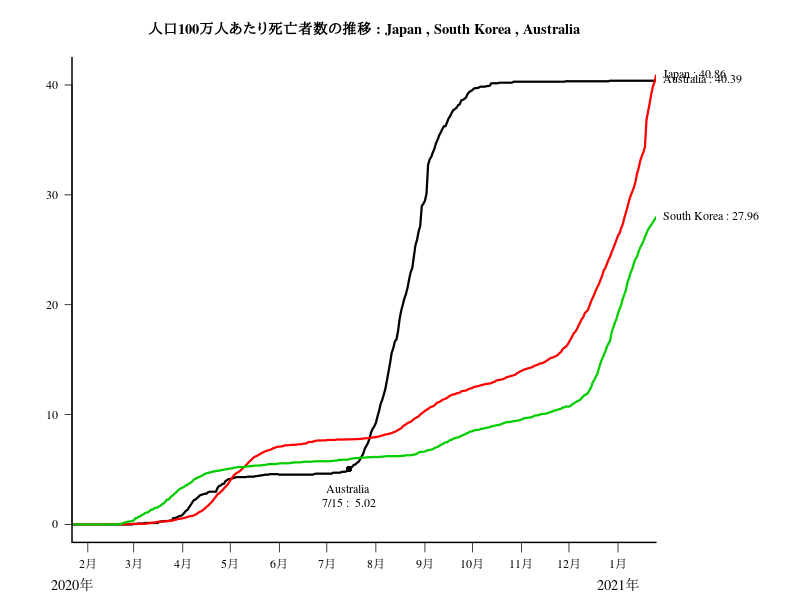 人口100万人あたり死亡者数の推移 : Japan , South Korea , Australia
Japan : 40.86
Australia : 40.39
40
30
South Korea : 27.96
20
10
0
Australia
7/15 : 5.02
2月 3月 4月 5月 6月 7月 8月 9月 10月 11月 12月 1月
2020年 2021年